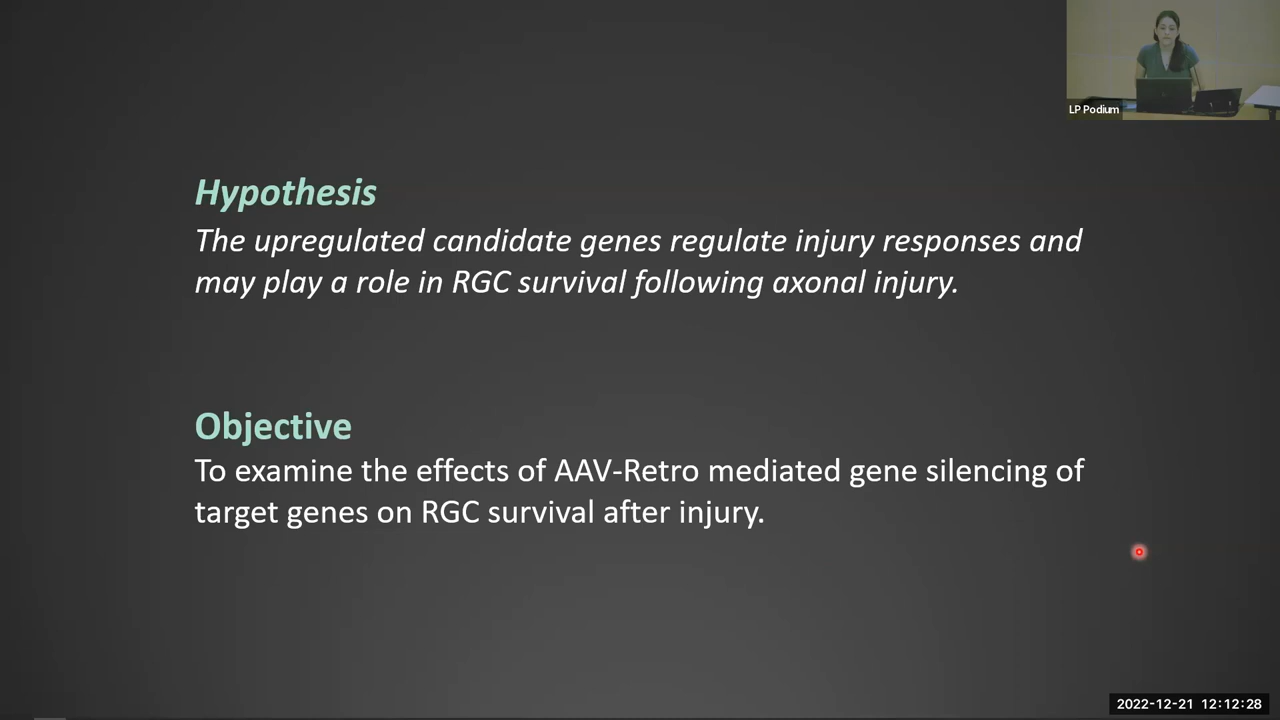 LP Podium
Hypothesis
The upregulated candidate genes regulate injury responses and
may play a role in RGC survival following axonal injury.
Objective
To examine the effects of AAV-Retro mediated gene silencing of
target genes on RGC survival after injury.
2022-12-21 12:12:28